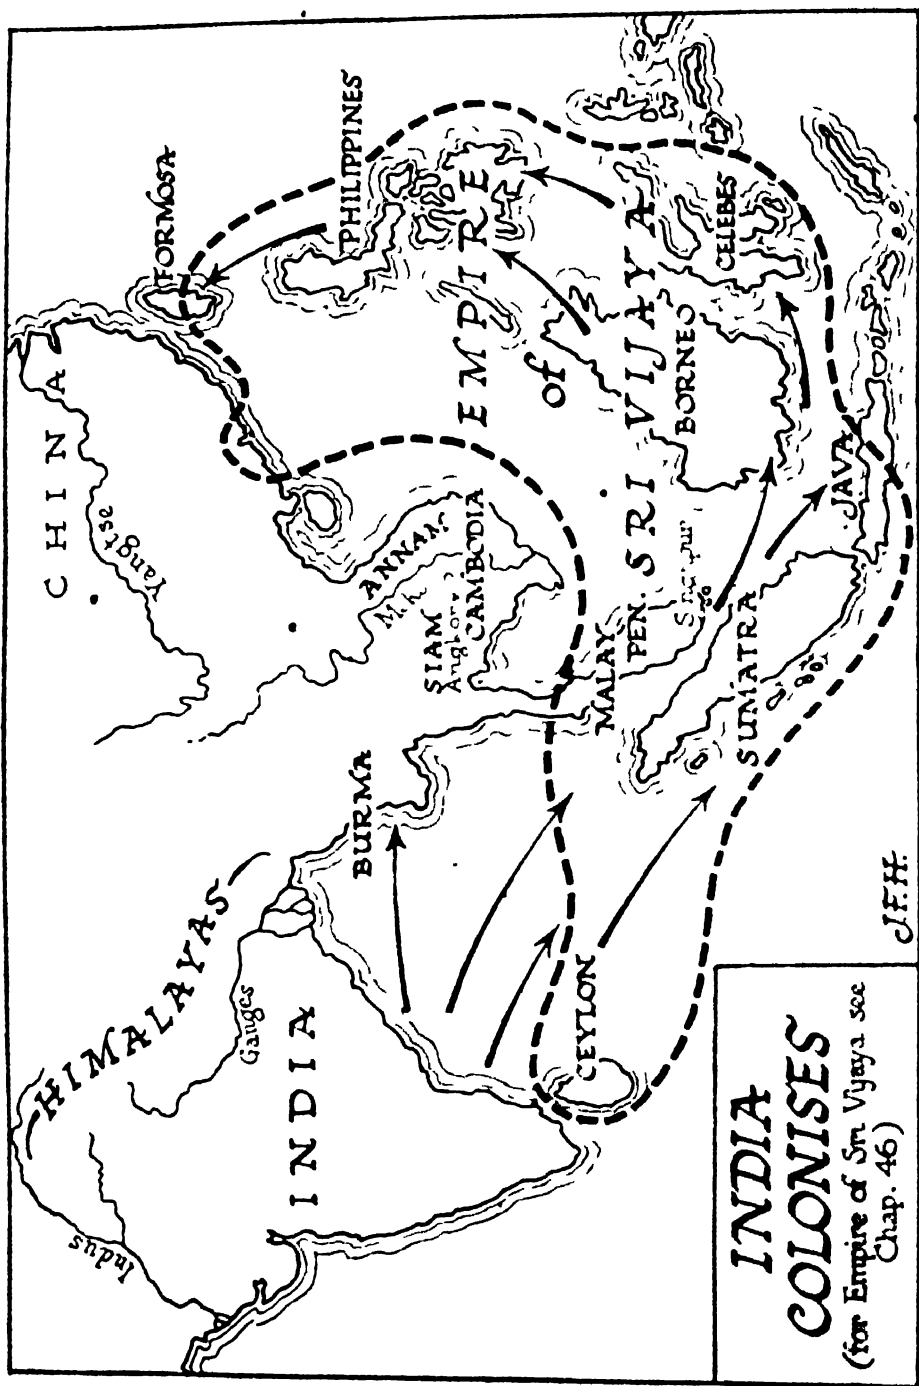 HIMALAYAS
CHINA
Yangtse
Indus
Ganges
INDIA
BURMA
FORMOSA
PHILIPPINES
SIAM
Angkor
CAMBODIA
ANNAM
CEYLON
MALAY
PEN.
EMPIRE
of
SRI VIJAYA
BORNEO
CELEBES
SUMATRA
JAVA
J.F.H.
INDIA
COLONISES
(for Empire of Sri Vijaya see
Chap. 46)